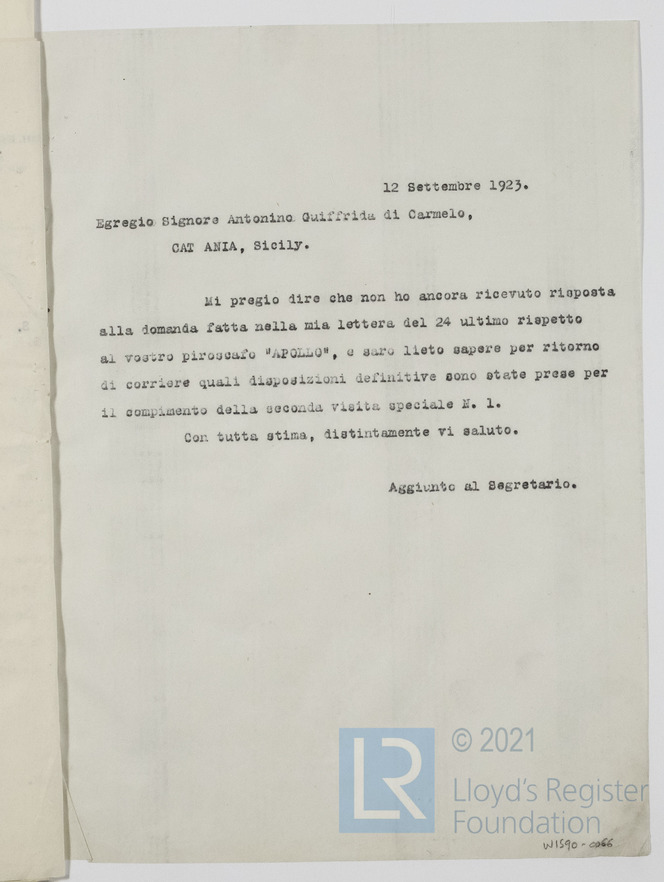 12 Settembre 1923.
Egregio Signore Antonino Guiffrida di Carmelo,
CAT ANIA, Sicily.
Mi pregio dire che non ho ancora ricevuto risposta
alla domanda fatta nella mia lettera del 24 ultimo rispetto
al vostro piroscafo "APOLLO", e saro lieto sapere per ritorno
di corriere quali disposizioni definitive sono state prese per
il compimento della seconda visita speciale N. 1.
Con tutta stima, distintamente vi saluto.
Aggiunto al Segretario.
LR
© 2021
Lloyd's Register
Foundation
W1590-0066